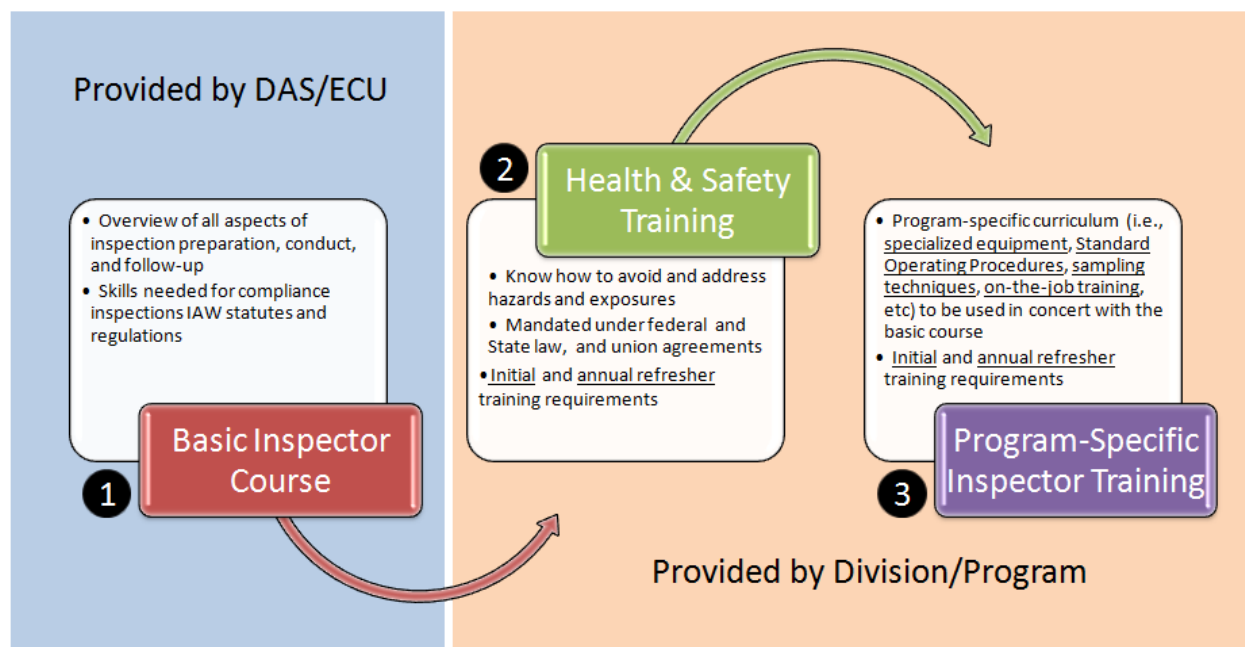 Provided by DAS/ECU
• Overview of all aspects of
inspection preparation, conduct,
and follow-up
• Skills needed for compliance
inspections IAW statutes and
regulations
1
Basic Inspector
Course
2
Health & Safety
Training
• Know how to avoid and address
hazards and exposures
• Mandated under federal and
State law, and union agreements
• Initial and annual refresher
training requirements
• Program-specific curriculum (i.e.,
specialized equipment, Standard
Operating Procedures, sampling
techniques, on-the-job training,
etc) to be used in concert with the
basic course
• Initial and annual refresher
training requirements
3
Program-Specific
Inspector Training
Provided by Division/Program